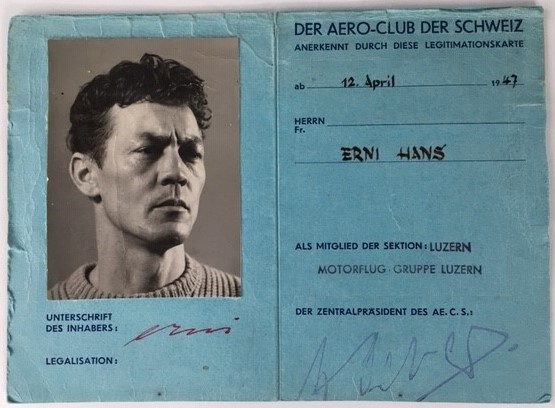 DER AERO-CLUB DER SCHWEIZ
ANERKENNT DURCH DIESE LEGITIMATIONSKARTE
ab 12. April 1947
HERRN
Fr.
ERNI HANS
ALS MITGLIED DER SEKTION: LUZERN
MOTORFLUG-GRUPPE LUZERN
DER ZENTRALPRÄSIDENT DES AE. C. S.:
UNTERSCHRIFT
DES INHABERS: erni
LEGALISATION: